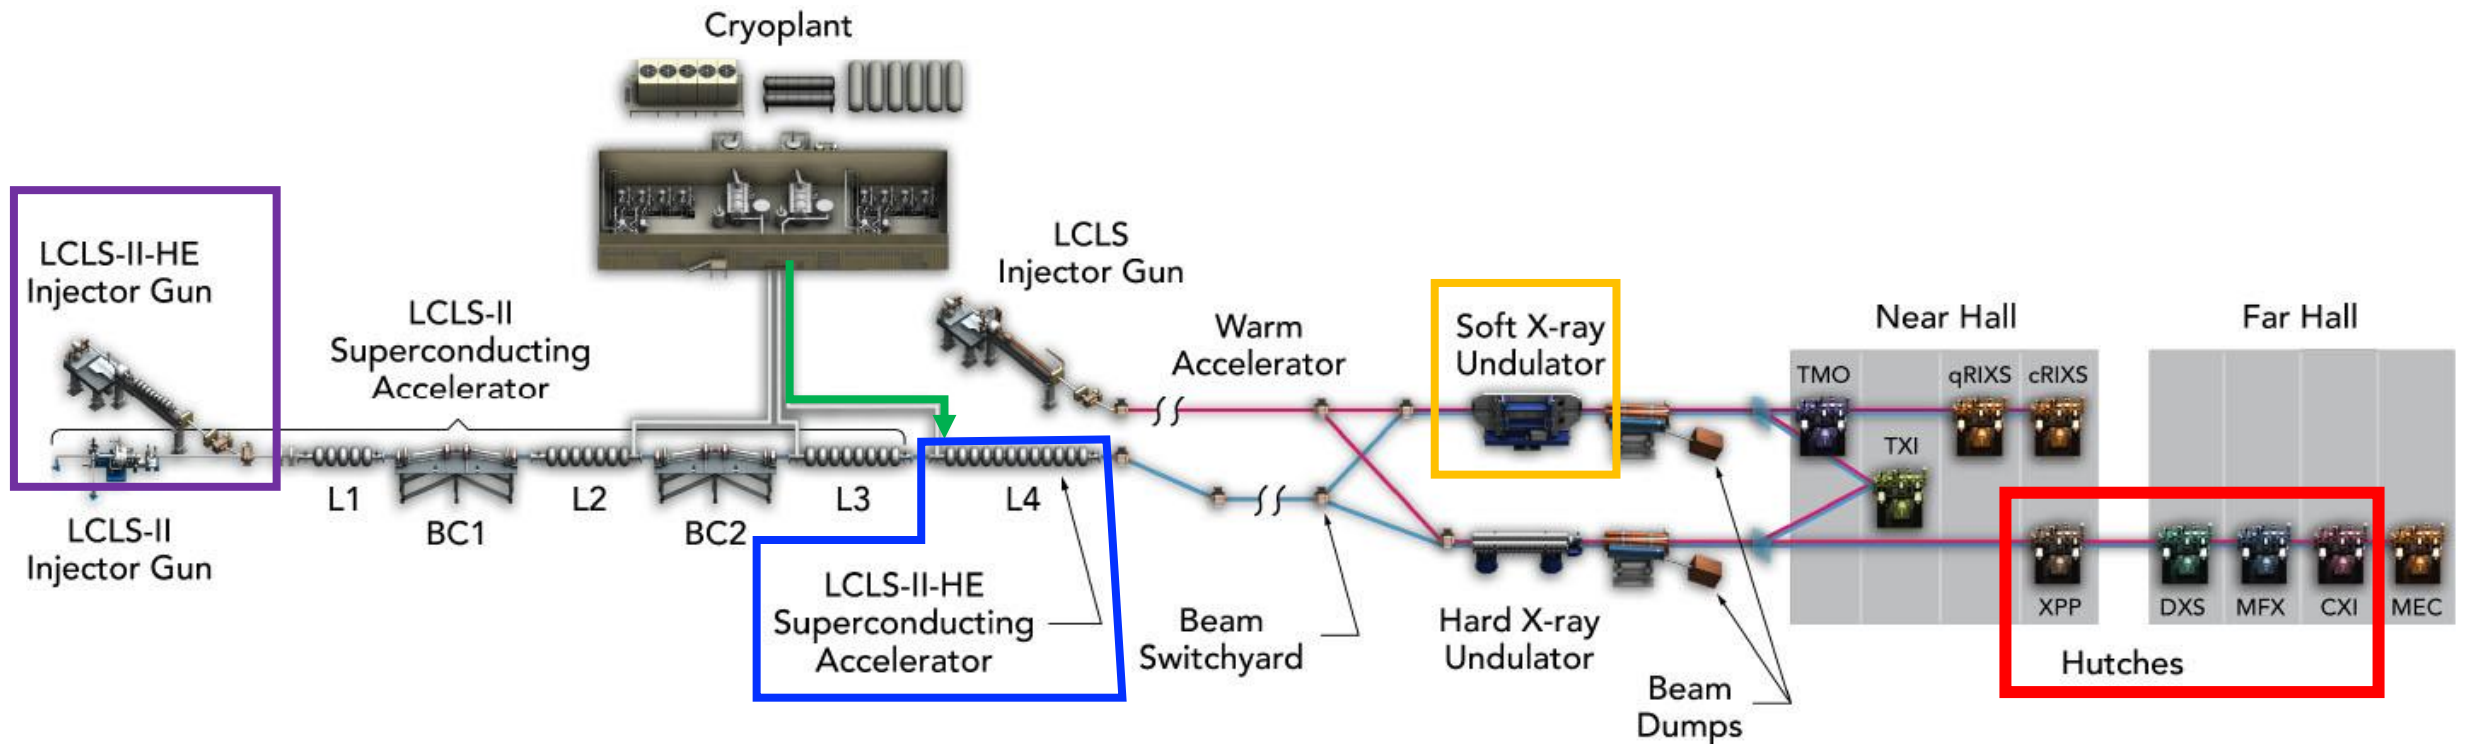 Cryoplant
LCLS-II-HE
Injector Gun
LCLS-II
Superconducting
Accelerator
LCLS
Injector Gun
Warm
Accelerator
Soft X-ray
Undulator
Near Hall
Far Hall
TMO
qRIXS
cRIXS
TXI
L1
BC1
L2
BC2
L3
L4
LCLS-II
Injector Gun
LCLS-II-HE
Superconducting
Accelerator
Beam
Switchyard
Hard X-ray
Undulator
Beam
Dumps
XPP
DXS
MFX
CXI
MEC
Hutches